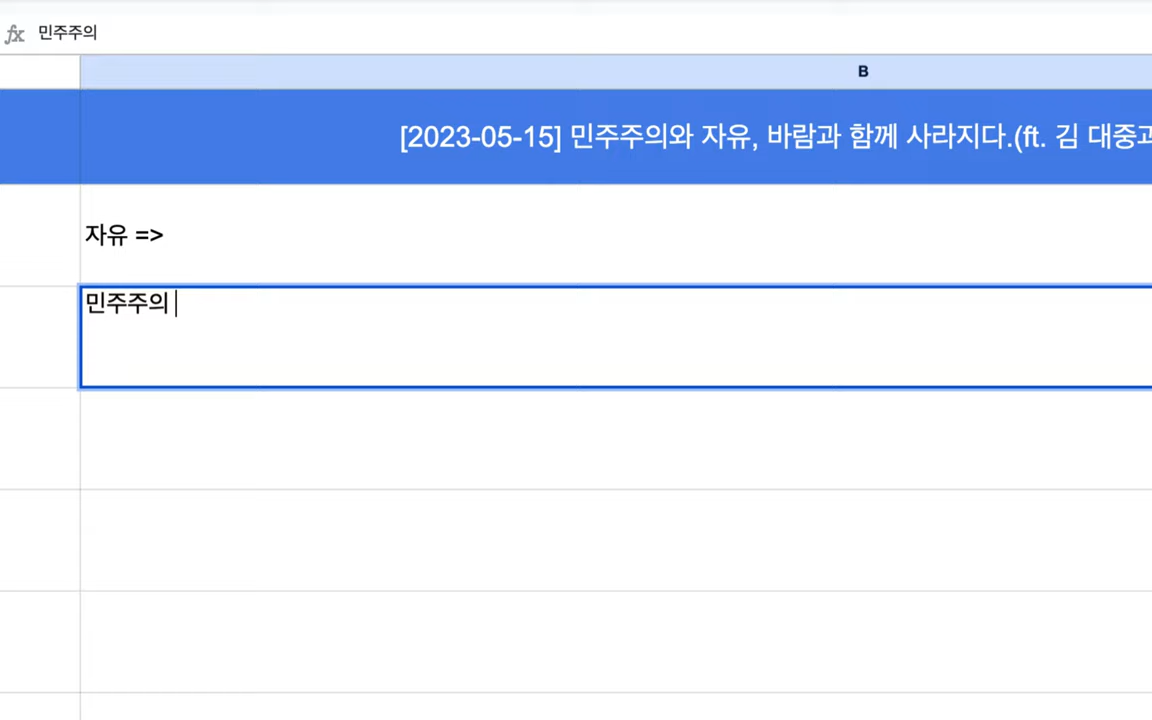 fx 민주주의
B
[2023-05-15] 민주주의와 자유, 바람과 함께 사라지다.(ft. 김 대중
자유 =>
민주주의